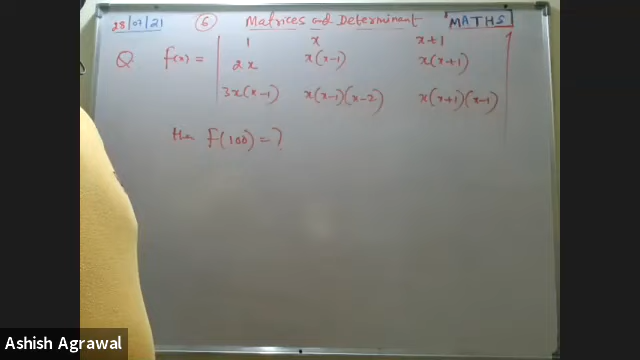 28/07/21 6 Matrices and Determinant MATHS
Q. f(x) = | 1 x x+1 |
| 2x x(x-1) x(x+1) |
| 3x(x-1) x(x-1)(x-2) x(x+1)(x-1) |
then f(100) = ?
Ashish Agrawal